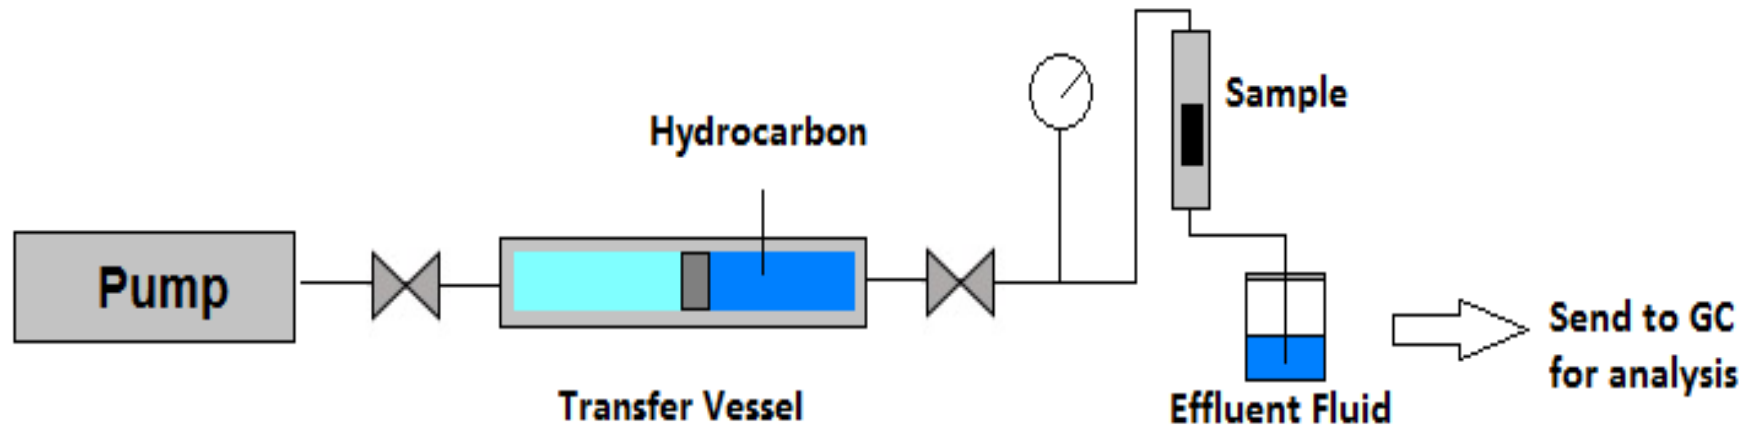 Pump
Hydrocarbon
Transfer Vessel
Sample
Effluent Fluid
Send to GC
for analysis